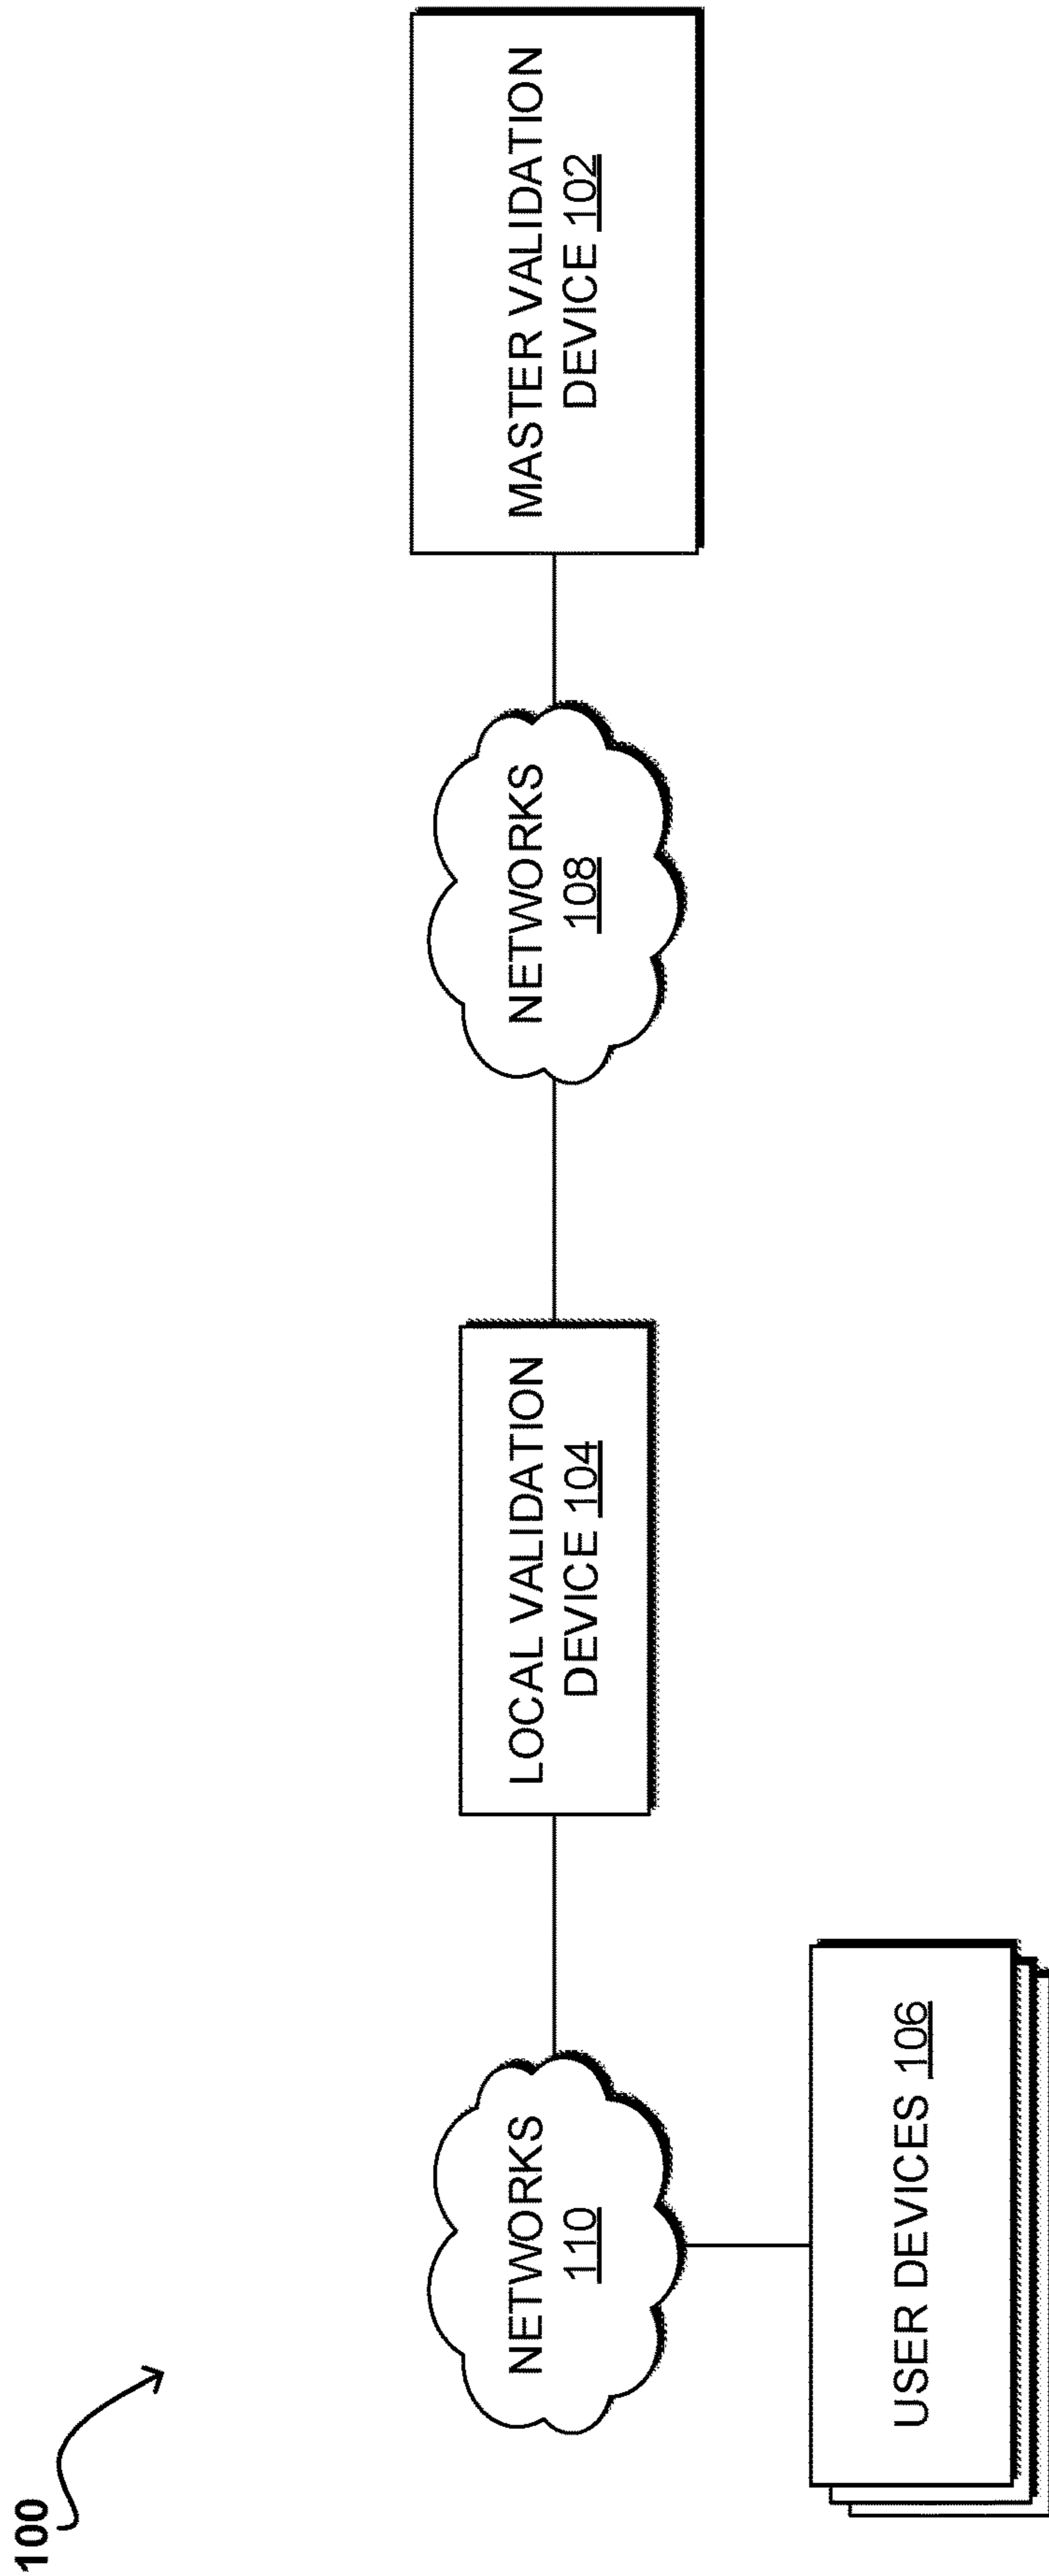 100
NETWORKS
110
USER DEVICES 106
LOCAL VALIDATION
DEVICE 104
NETWORKS
108
MASTER VALIDATION
DEVICE 102